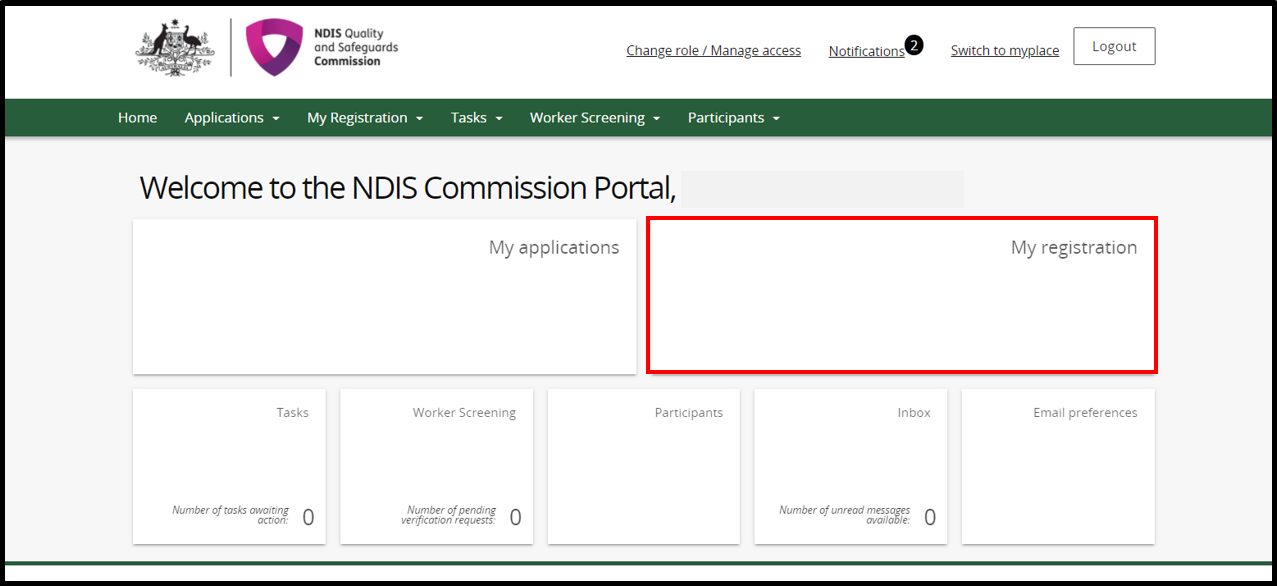 NDIS Quality
and Safeguards
Commission
Change role / Manage access
Notifications 2
Switch to myplace
Logout
Home Applications My Registration Tasks Worker Screening Participants
Welcome to the NDIS Commission Portal,
My applications
My registration
Tasks
Number of tasks awaiting
action: 0
Worker Screening
Number of pending
verification requests: 0
Participants
Inbox
Number of unread messages
available: 0
Email preferences